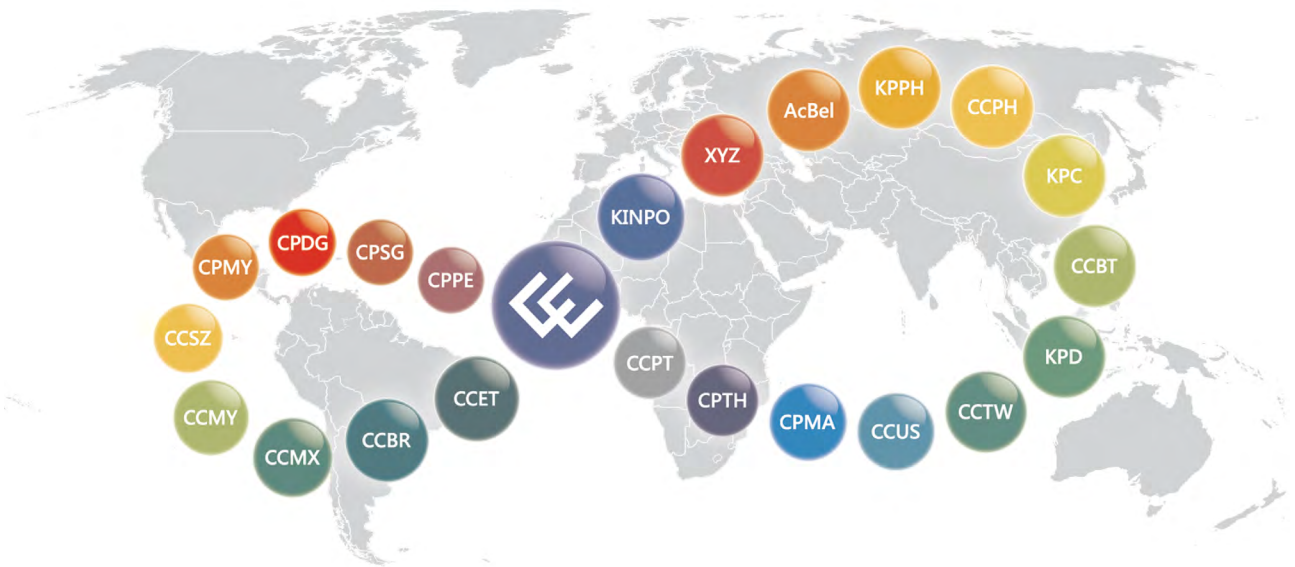 KPPH
AcBel
CCPH
XYZ
KPC
KINPO
CPDG
CPSG
CPMY
CPPE
CCBT
CCSZ
KPD
CCPT
CCET
CPTH
CCMY
CPMA
CCUS
CCTW
CCBR
CCMX